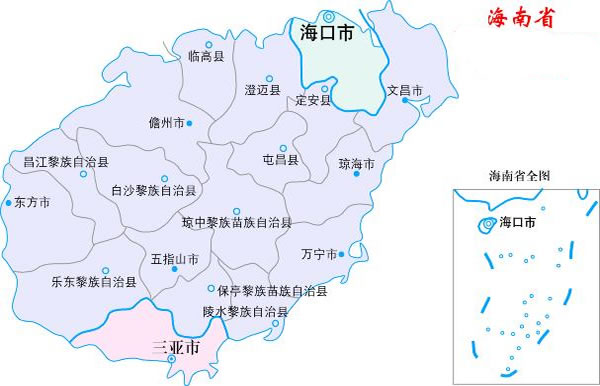 海南省
海口市
临高县
澄迈县
定安县
文昌市
儋州市
屯昌县
琼海市
昌江黎族自治县
白沙黎族自治县
东方市
琼中黎族苗族自治县
万宁市
五指山市
乐东黎族自治县
保亭黎族苗族自治县
陵水黎族自治县
三亚市
海南省全图
海口市